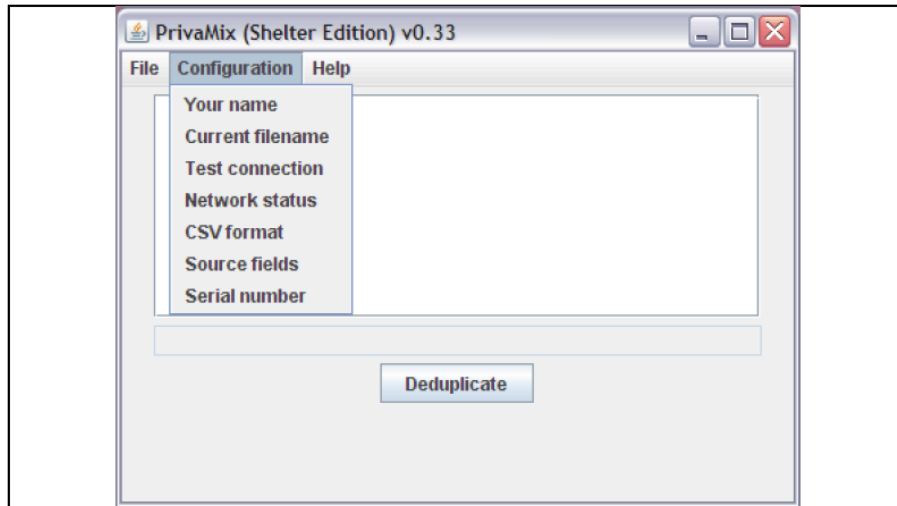 PrivaMix (Shelter Edition) v0.33
File Configuration Help
Your name
Current filename
Test connection
Network status
CSV format
Source fields
Serial number
Deduplicate